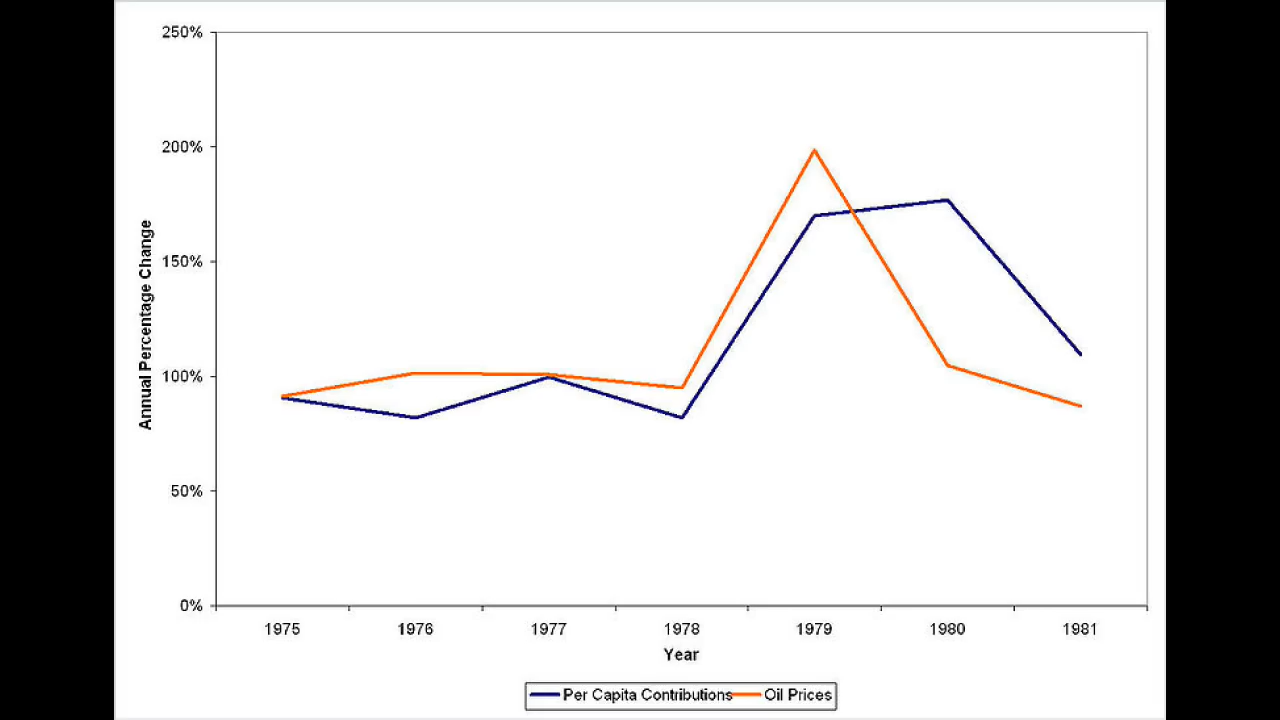 250%
200%
150%
100%
50%
0%
Annual Percentage Change
1975 1976 1977 1978 1979 1980 1981
Year
Per Capita Contributions Oil Prices